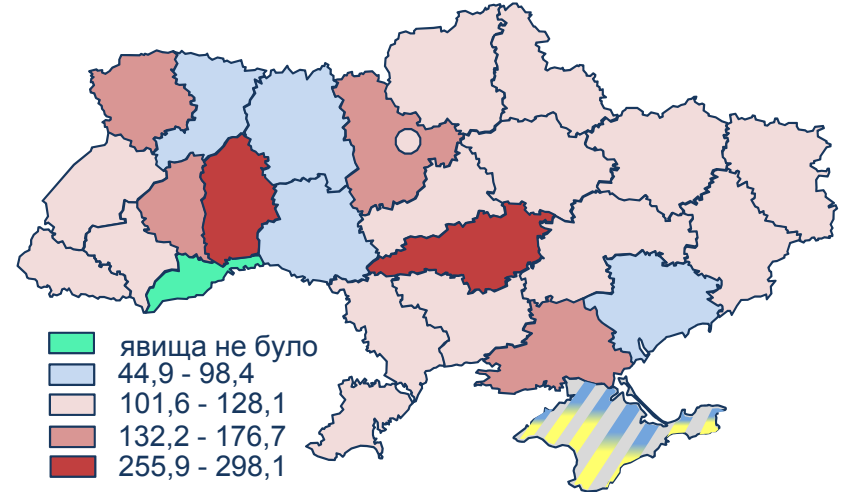 явища не було
44,9 - 98,4
101,6 - 128,1
132,2 - 176,7
255,9 - 298,1